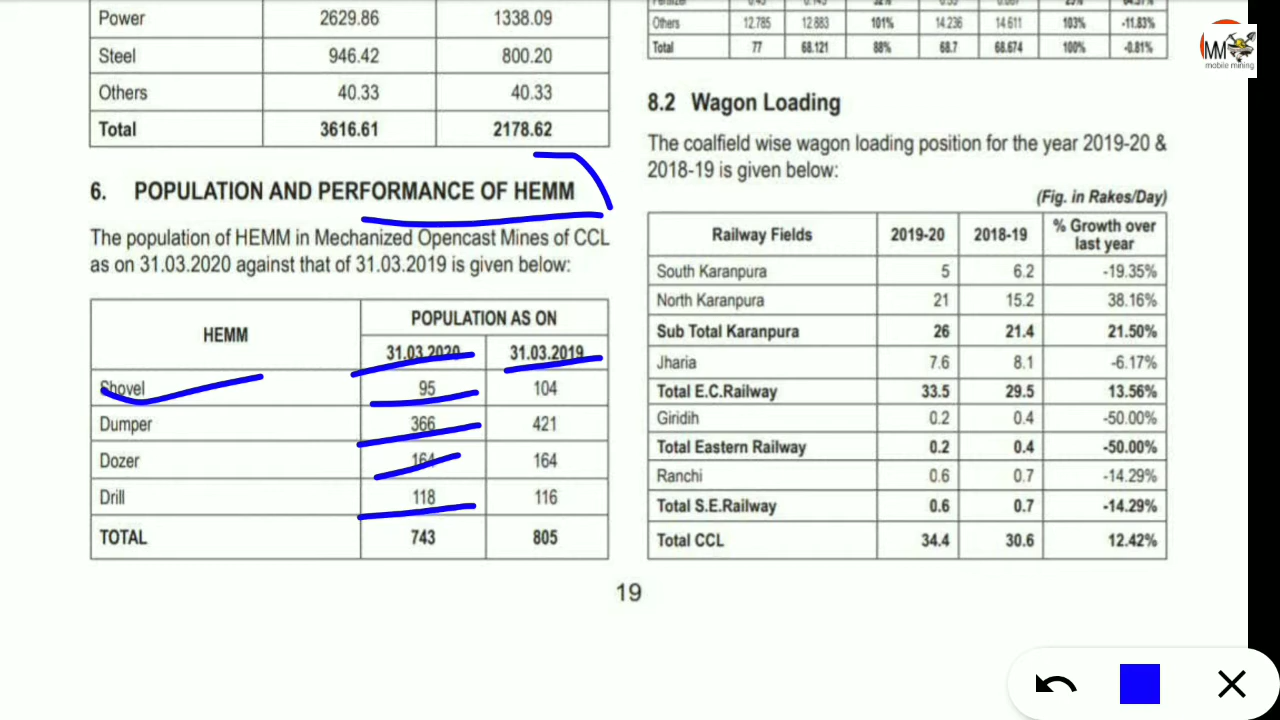 Power 2629.86 1338.09
Steel 946.42 800.20
Others 40.33 40.33
Total 3616.61 2178.62
6. POPULATION AND PERFORMANCE OF HEMM
The population of HEMM in Mechanized Opencast Mines of CCL
as on 31.03.2020 against that of 31.03.2019 is given below:
HEMM POPULATION AS ON
31.03.2020 31.03.2019
Shovel 95 104
Dumper 366 421
Dozer 164 164
Drill 118 116
TOTAL 743 805
Others 12.785 12.883 101% 14.236 14.611 103% -11.83%
Total 77 68.121 88% 68.7 68.674 100% -0.81%
8.2 Wagon Loading
The coalfield wise wagon loading position for the year 2019-20 &
2018-19 is given below:
(Fig. in Rakes/Day)
Railway Fields 2019-20 2018-19 % Growth over
last year
South Karanpura 5 6.2 -19.35%
North Karanpura 21 15.2 38.16%
Sub Total Karanpura 26 21.4 21.50%
Jharia 7.6 8.1 -6.17%
Total E.C.Railway 33.5 29.5 13.56%
Giridih 0.2 0.4 -50.00%
Total Eastern Railway 0.2 0.4 -50.00%
Ranchi 0.6 0.7 -14.29%
Total S.E.Railway 0.6 0.7 -14.29%
Total CCL 34.4 30.6 12.42%
19
MM
mobile mining